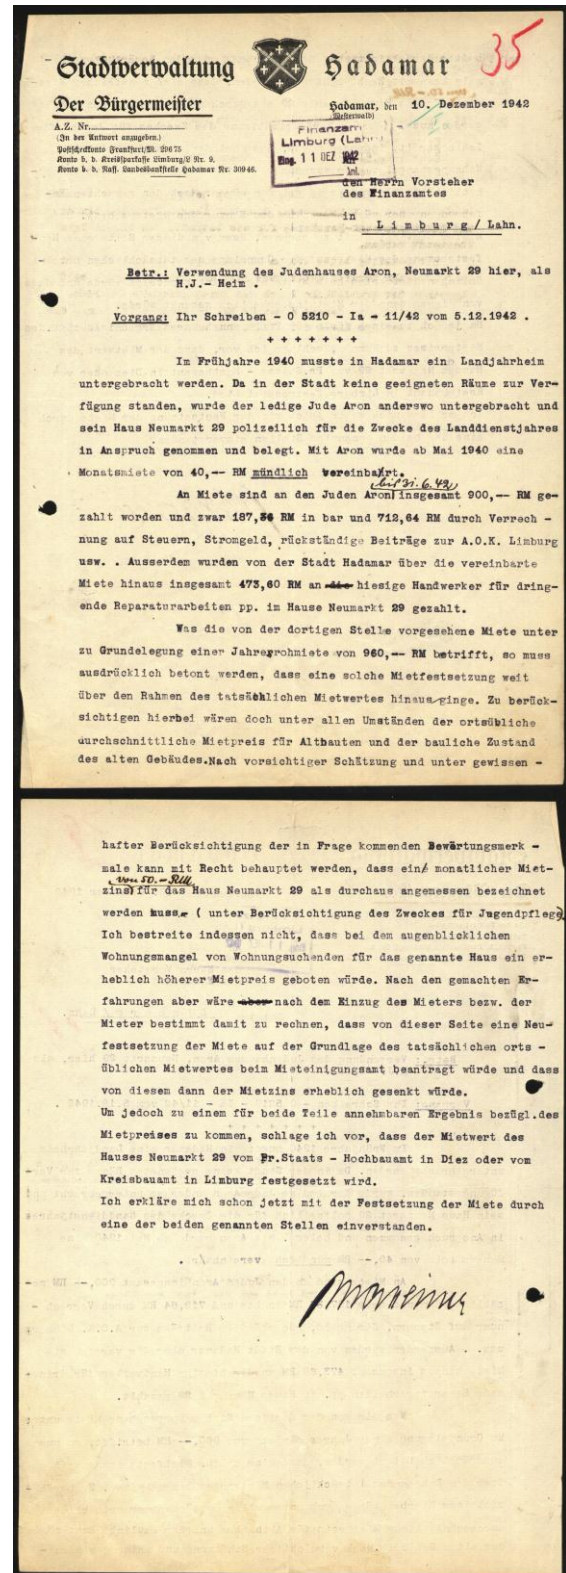 35
Stadtverwaltung Hadamar
Der Bürgermeister
Hadamar, den 10. Dezember 1942
(Westerwald)
A.Z. Nr.
(In der Antwort anzugeben.)
Postscheckkonto Frankfurt/M. 29675
Konto b. d. Kreissparkasse Limburg/L Nr. 9.
Konto b. d. Nass. Landesbankstelle Hadamar Nr. 30946.
Finanzamt
Limburg (Lahn)
Eing. 11 DEZ 1942
Anl.
den Herrn Vorsteher
des Finanzamtes
in
Limburg/Lahn.
Betr.: Verwendung des Judenhauses Aron, Neumarkt 29 hier, als
H.J.- Heim .
Vorgang: Ihr Schreiben - O 5210 - Ia - 11/42 vom 5.12.1942 .
+ + + + + + +
Im Frühjahre 1940 musste in Hadamar ein Landjahrheim
untergebracht werden. Da in der Stadt keine geeigneten Räume zur Ver-
fügung standen, wurde der ledige Jude Aron anderswo untergebracht und
sein Haus Neumarkt 29 polizeilich für die Zwecke des Landdienstjahres
in Anspruch genommen und belegt. Mit Aron wurde ab Mai 1940 eine
Monatsmiete von 40,-- RM mündlich vereinbart.
bis 31.6.42
An Miete sind an den Juden Aron insgesamt 900,-- RM ge-
zahlt worden und zwar 187,36 RM in bar und 712,64 RM durch Verrech -
nung auf Steuern, Stromgeld, rückständige Beiträge zur A.O.K. Limburg
usw. . Ausserdem wurden von der Stadt Hadamar über die vereinbarte
Miete hinaus insgesamt 473,60 RM an die hiesige Handwerker für dring-
ende Reparaturarbeiten pp. im Hause Neumarkt 29 gezahlt.
Was die von der dortigen Stelle vorgesehene Miete unter
zu Grundelegung einer Jahresrohmiete von 960,-- RM betrifft, so muss
ausdrücklich betont werden, dass eine solche Mietfestsetzung weit
über den Rahmen des tatsächlichen Mietwertes hinausginge. Zu berück-
sichtigen hierbei wären doch unter allen Umständen der ortsübliche
durchschnittliche Mietpreis für Altbauten und der bauliche Zustand
des alten Gebäudes.Nach vorsichtiger Schätzung und unter gewissen -
hafter Berücksichtigung der in Frage kommenden Bewertungsmerk -
male kann mit Recht behauptet werden, dass ein monatlicher Miet-
von 50.- RM
zins für das Haus Neumarkt 29 als durchaus angemessen bezeichnet
werden muss. ( unter Berücksichtigung des Zweckes für Jugendpflege).
Ich bestreite indessen nicht, dass bei dem augenblicklichen
Wohnungsmangel von Wohnungsuchenden für das genannte Haus ein er-
heblich höherer Mietpreis geboten würde. Nach den gemachten Er-
fahrungen aber wäre aber nach dem Einzug des Mieters bezw. der
Mieter bestimmt damit zu rechnen, dass von dieser Seite eine Neu-
festsetzung der Miete auf der Grundlage des tatsächlichen orts -
üblichen Mietwertes beim Mieteinigungsamt beantragt würde und dass
von diesem dann der Mietzins erheblich gesenkt würde.
Um jedoch zu einem für beide Teile annehmbaren Ergebnis bezügl.des
Mietpreises zu kommen, schlage ich vor, dass der Mietwert des
Hauses Neumarkt 29 vom Pr.Staats - Hochbauamt in Diez oder vom
Kreisbauamt in Limburg festgesetzt wird.
Ich erkläre mich schon jetzt mit der Festsetzung der Miete durch
eine der beiden genannten Stellen einverstanden.